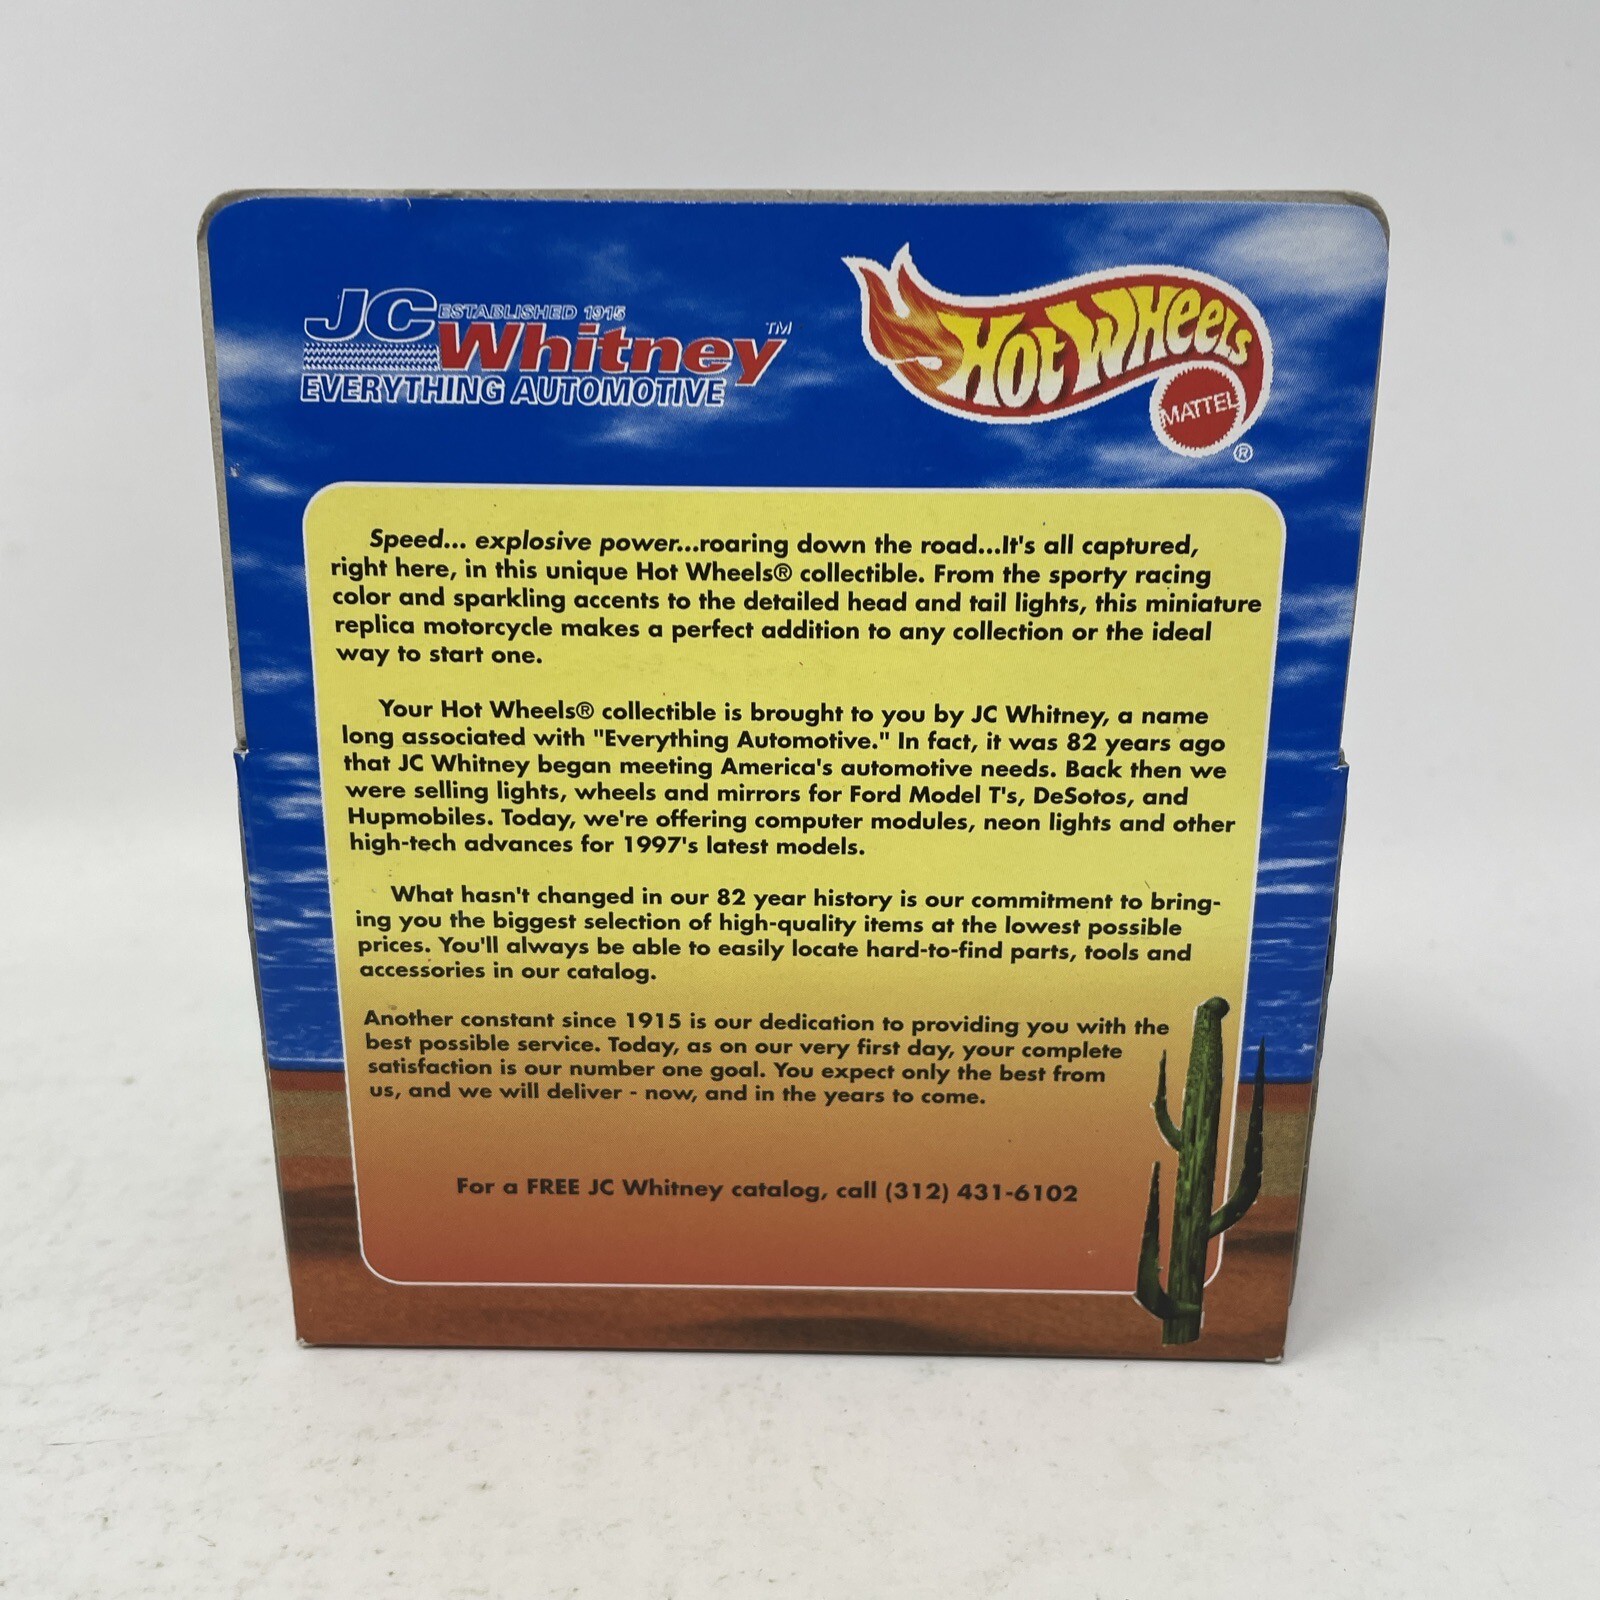 JC ESTABLISHED 1915
Whitney™
EVERYTHING AUTOMOTIVE
Hot Wheels
MATTEL
®
Speed... explosive power...roaring down the road...It's all captured,
right here, in this unique Hot Wheels® collectible. From the sporty racing
color and sparkling accents to the detailed head and tail lights, this miniature
replica motorcycle makes a perfect addition to any collection or the ideal
way to start one.
Your Hot Wheels® collectible is brought to you by JC Whitney, a name
long associated with "Everything Automotive." In fact, it was 82 years ago
that JC Whitney began meeting America's automotive needs. Back then we
were selling lights, wheels and mirrors for Ford Model T's, DeSotos, and
Hupmobiles. Today, we're offering computer modules, neon lights and other
high-tech advances for 1997's latest models.
What hasn't changed in our 82 year history is our commitment to bring-
ing you the biggest selection of high-quality items at the lowest possible
prices. You'll always be able to easily locate hard-to-find parts, tools and
accessories in our catalog.
Another constant since 1915 is our dedication to providing you with the
best possible service. Today, as on our very first day, your complete
satisfaction is our number one goal. You expect only the best from
us, and we will deliver - now, and in the years to come.
For a FREE JC Whitney catalog, call (312) 431-6102